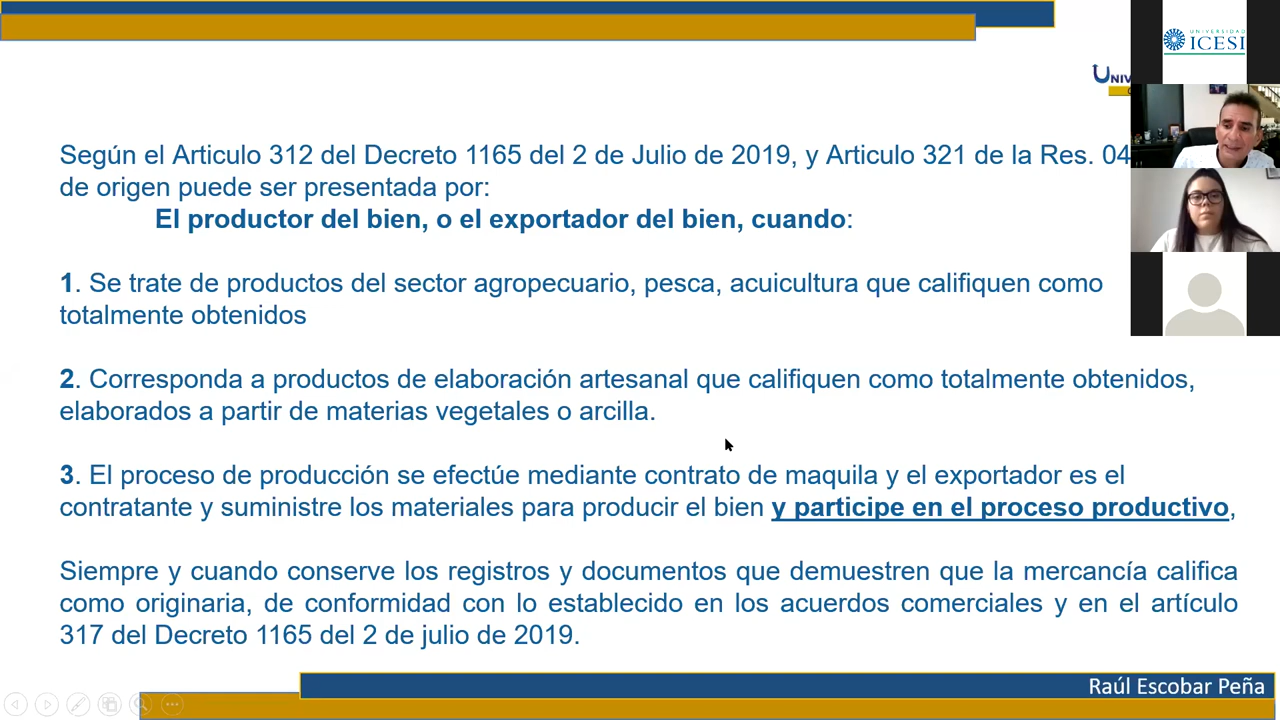 UNIVERSIDAD
ICESI
UNIV
Según el Articulo 312 del Decreto 1165 del 2 de Julio de 2019, y Articulo 321 de la Res. 04
de origen puede ser presentada por:
El productor del bien, o el exportador del bien, cuando:
1. Se trate de productos del sector agropecuario, pesca, acuicultura que califiquen como
totalmente obtenidos
2. Corresponda a productos de elaboración artesanal que califiquen como totalmente obtenidos,
elaborados a partir de materias vegetales o arcilla.
3. El proceso de producción se efectúe mediante contrato de maquila y el exportador es el
contratante y suministre los materiales para producir el bien y participe en el proceso productivo,
Siempre y cuando conserve los registros y documentos que demuestren que la mercancía califica
como originaria, de conformidad con lo establecido en los acuerdos comerciales y en el artículo
317 del Decreto 1165 del 2 de julio de 2019.
Raúl Escobar Peña